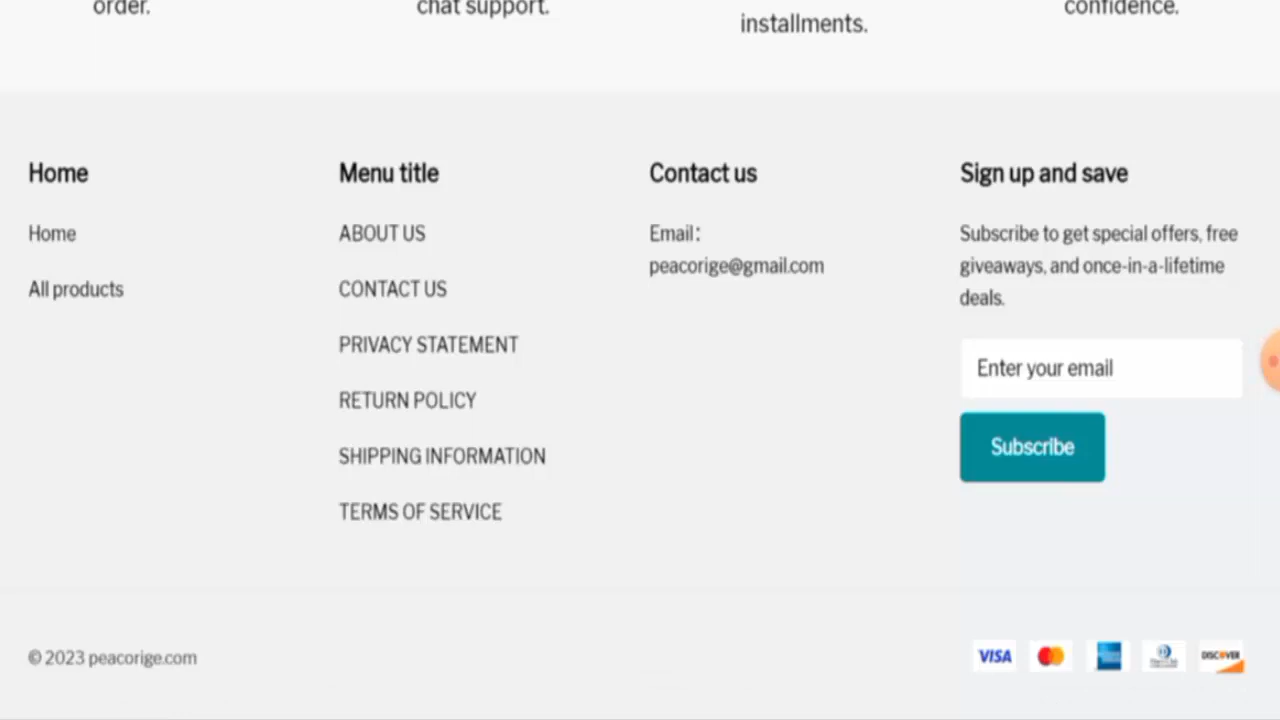 order.
chat support.
installments.
confidence.
Home
Home
All products
Menu title
ABOUT US
CONTACT US
PRIVACY STATEMENT
RETURN POLICY
SHIPPING INFORMATION
TERMS OF SERVICE
Contact us
Email:
peacorige@gmail.com
Sign up and save
Subscribe to get special offers, free
giveaways, and once-in-a-lifetime
deals.
Enter your email
Subscribe
© 2023 peacorige.com
VISA
DISCOVER